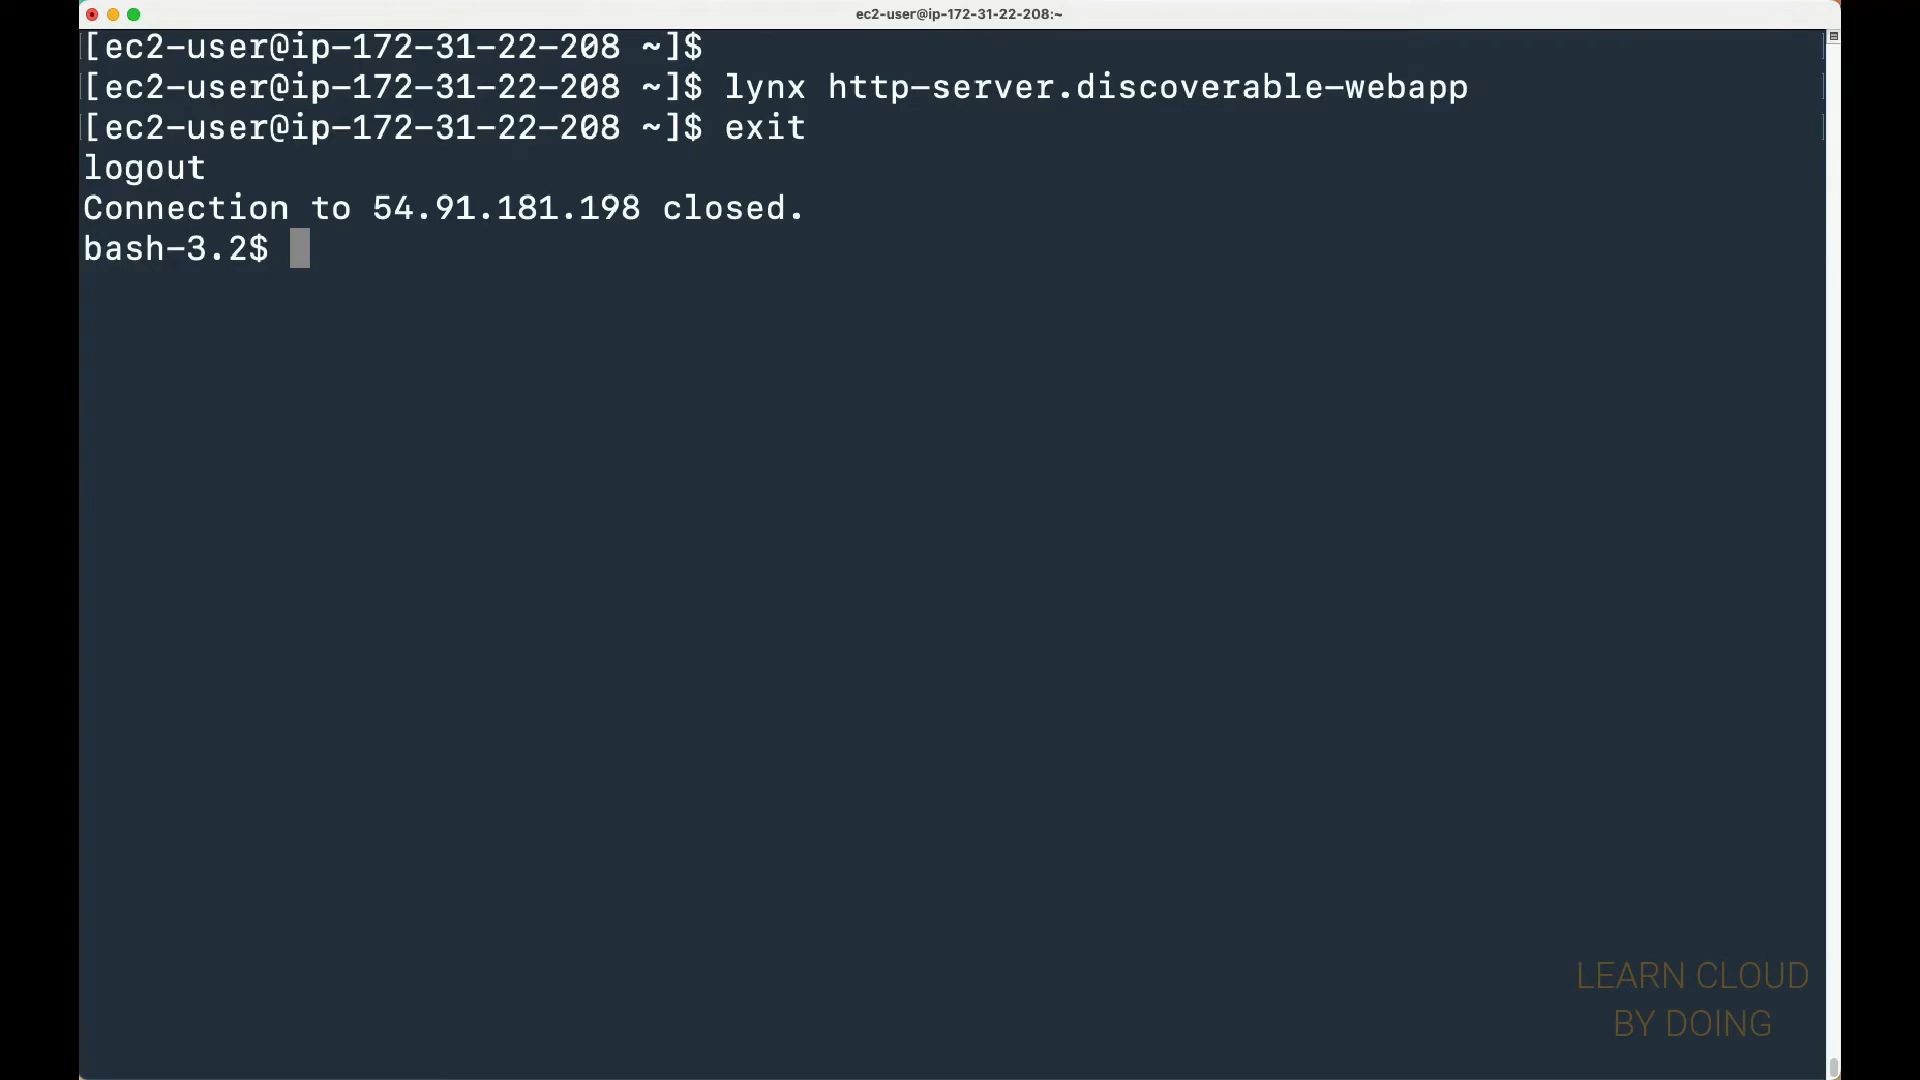 ec2-user@ip-172-31-22-208:~
[ec2-user@ip-172-31-22-208 ~]$
[ec2-user@ip-172-31-22-208 ~]$ lynx http-server.discoverable-webapp
[ec2-user@ip-172-31-22-208 ~]$ exit
logout
Connection to 54.91.181.198 closed.
bash-3.2$
LEARN CLOUD
BY DOING